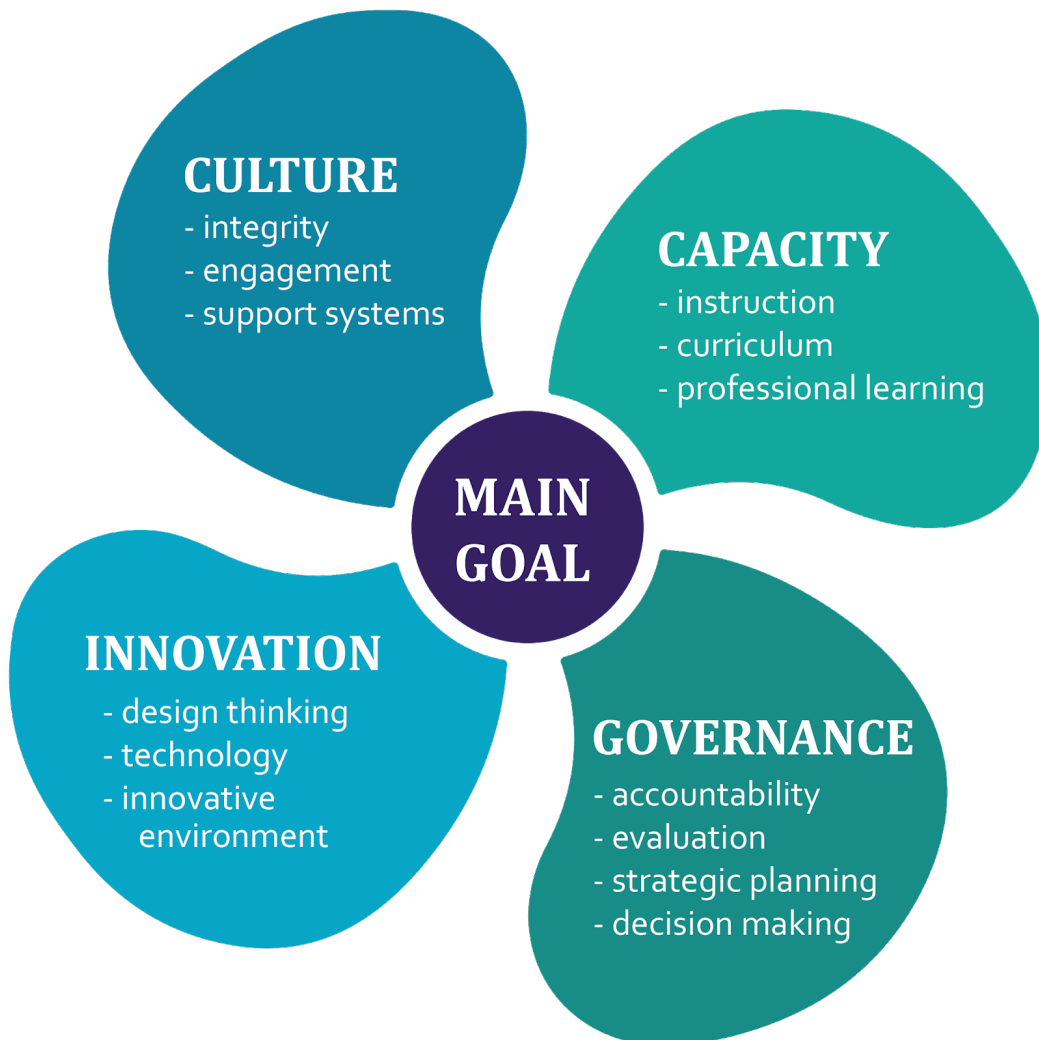 CULTURE
- integrity
- engagement
- support systems
CAPACITY
- instruction
- curriculum
- professional learning
MAIN
GOAL
INNOVATION
- design thinking
- technology
- innovative
environment
GOVERNANCE
- accountability
- evaluation
- strategic planning
- decision making